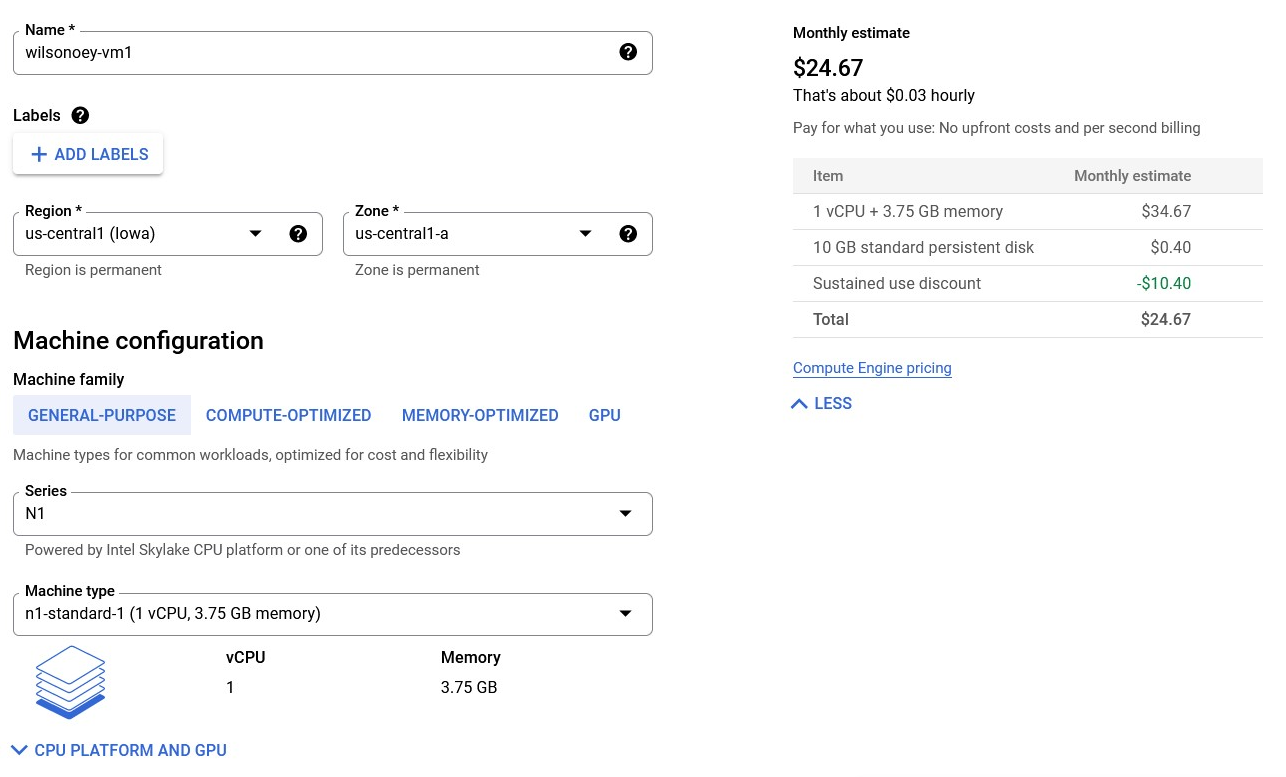 Name *
wilsonoey-vm1
Labels
ADD LABELS
Region *
us-central1 (Iowa)
Region is permanent
Zone *
us-central1-a
Zone is permanent
Machine configuration
Machine family
GENERAL-PURPOSE COMPUTE-OPTIMIZED MEMORY-OPTIMIZED GPU
Machine types for common workloads, optimized for cost and flexibility
Series
N1
Powered by Intel Skylake CPU platform or one of its predecessors
Machine type
n1-standard-1 (1 vCPU, 3.75 GB memory)
vCPU Memory
1 3.75 GB
CPU PLATFORM AND GPU
Monthly estimate
$24.67
That's about $0.03 hourly
Pay for what you use: No upfront costs and per second billing
Item Monthly estimate
1 vCPU + 3.75 GB memory $34.67
10 GB standard persistent disk $0.40
Sustained use discount -$10.40
Total $24.67
Compute Engine pricing
LESS